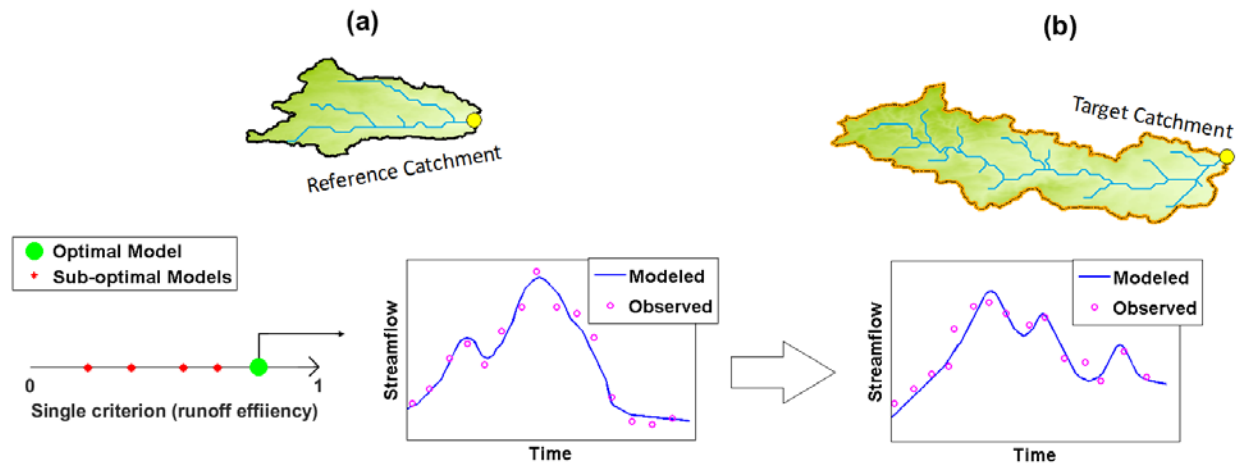 (a)
(b)
Reference Catchment
Target Catchment
Optimal Model
Sub-optimal Models
0
1
Single criterion (runoff effiiency)
Modeled
Observed
Streamflow
Time
Modeled
Observed
Streamflow
Time